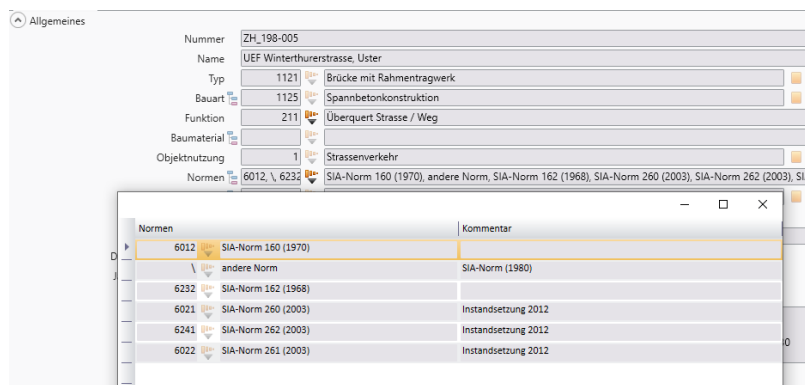 Allgemeines
Nummer ZH_198-005
Name UEF Winterthurerstrasse, Uster
Typ 1121 Brücke mit Rahmentragwerk
Bauart 1125 Spannbetonkonstruktion
Funktion 211 Überquert Strasse / Weg
Baumaterial
Objektnutzung 1 Strassenverkehr
Normen 6012, \, 6232 SIA-Norm 160 (1970), andere Norm, SIA-Norm 162 (1968), SIA-Norm 260 (2003), SIA-Norm 262 (2003), SI
Normen Kommentar
6012 SIA-Norm 160 (1970)
\ andere Norm SIA-Norm (1980)
6232 SIA-Norm 162 (1968)
6021 SIA-Norm 260 (2003) Instandsetzung 2012
6241 SIA-Norm 262 (2003) Instandsetzung 2012
6022 SIA-Norm 261 (2003) Instandsetzung 2012